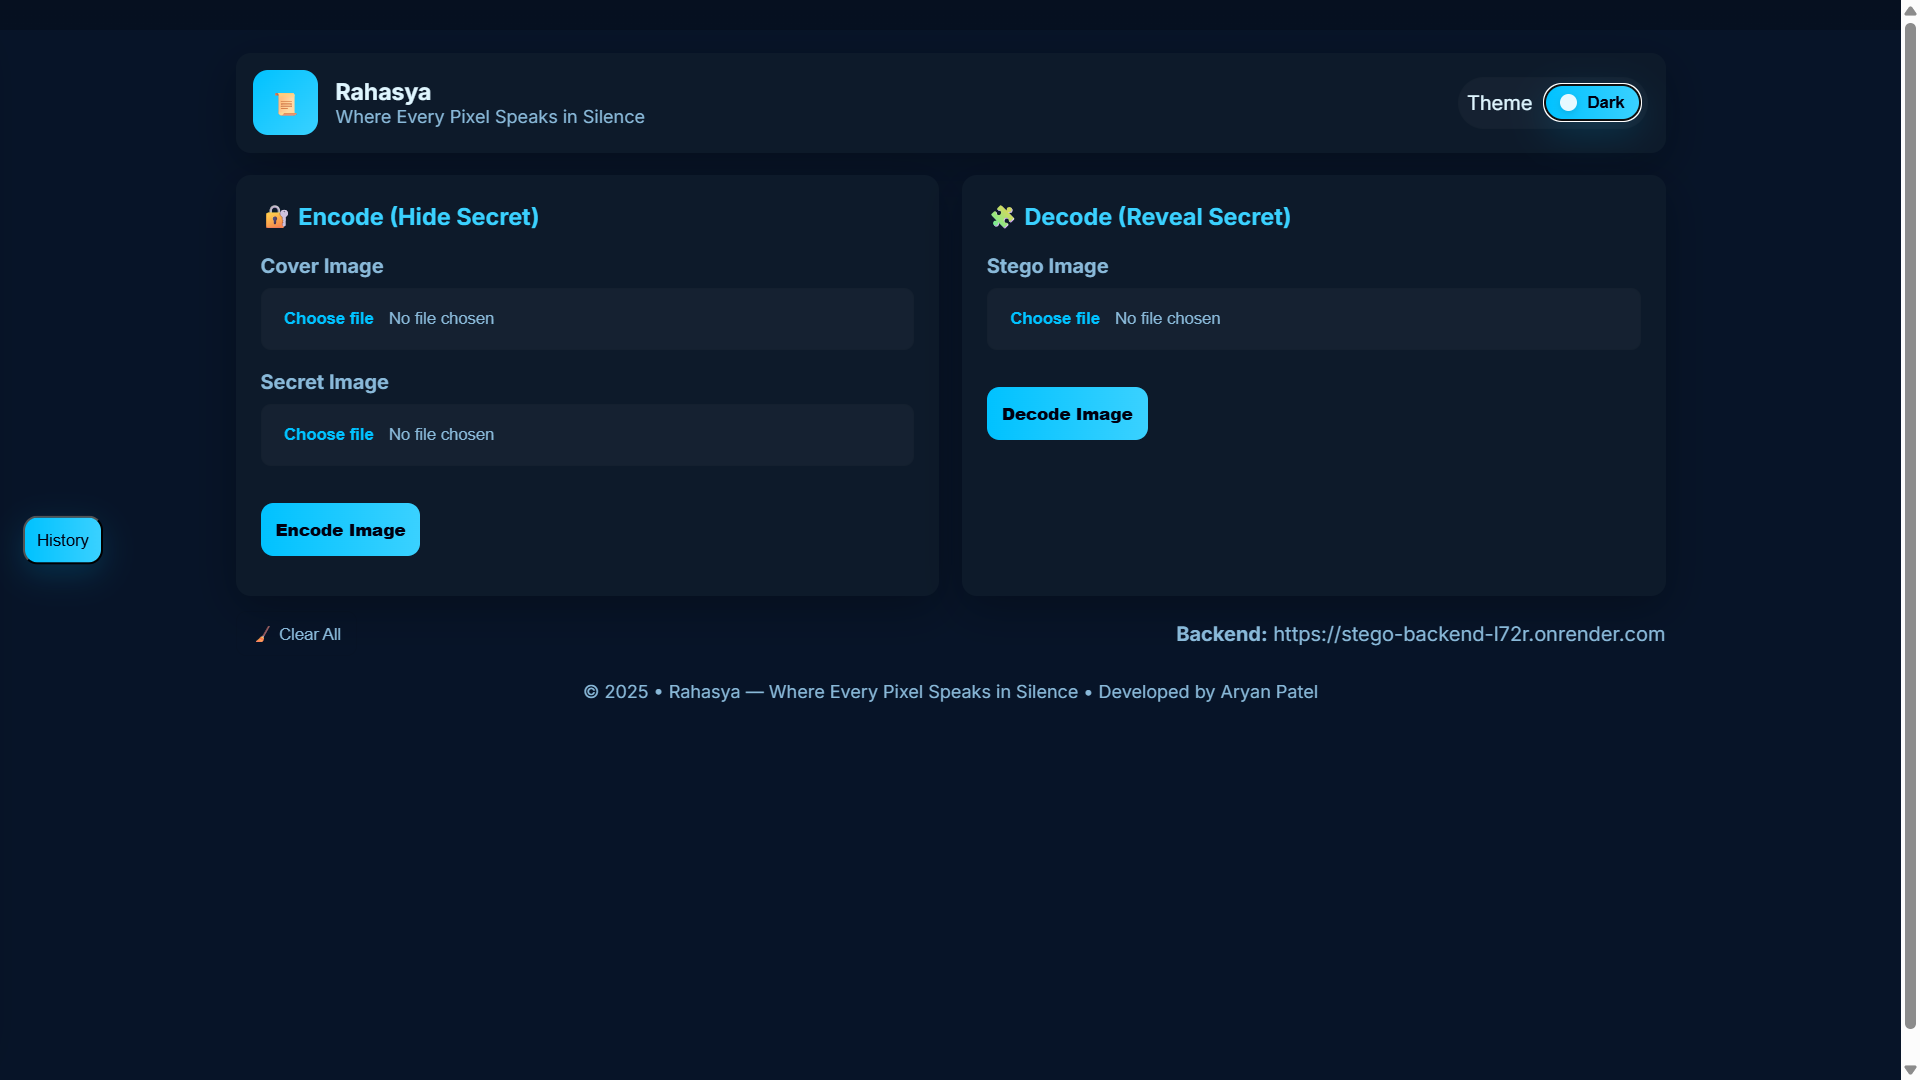 Rahasya
Where Every Pixel Speaks in Silence
Theme
Dark
Encode (Hide Secret)
Cover Image
Choose file No file chosen
Secret Image
Choose file No file chosen
Encode Image
Decode (Reveal Secret)
Stego Image
Choose file No file chosen
Decode Image
History
Clear All
Backend: https://stego-backend-l72r.onrender.com
© 2025 • Rahasya — Where Every Pixel Speaks in Silence • Developed by Aryan Patel